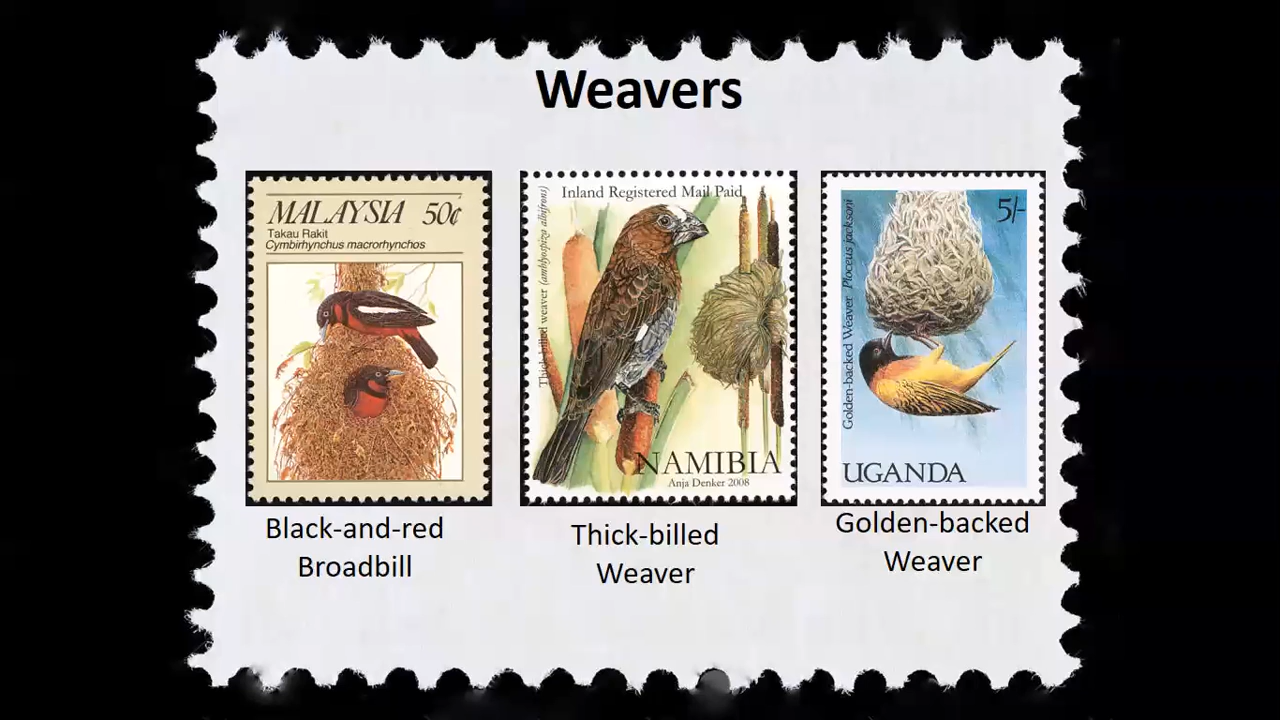 Weavers
MALAYSIA 50¢
Takau Rakit
Cymbirhynchus macrorhynchos
Inland Registered Mail Paid
Thick-billed weaver (amblyospiza albifrons)
NAMIBIA
Anja Denker 2008
5/-
Golden-backed Weaver Ploceus jacksoni
UGANDA
Black-and-red
Broadbill
Thick-billed
Weaver
Golden-backed
Weaver